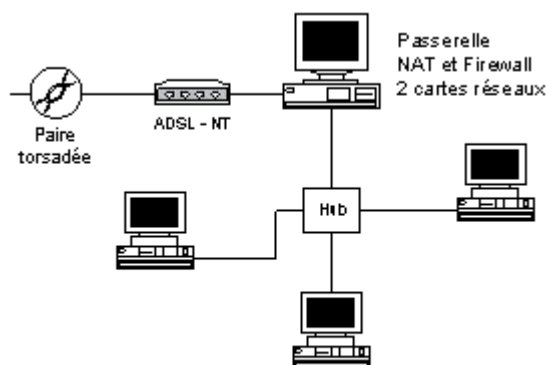 Passerelle
NAT et Firewall
2 cartes réseaux
ADSL - NT
Paire
torsadée
Hub